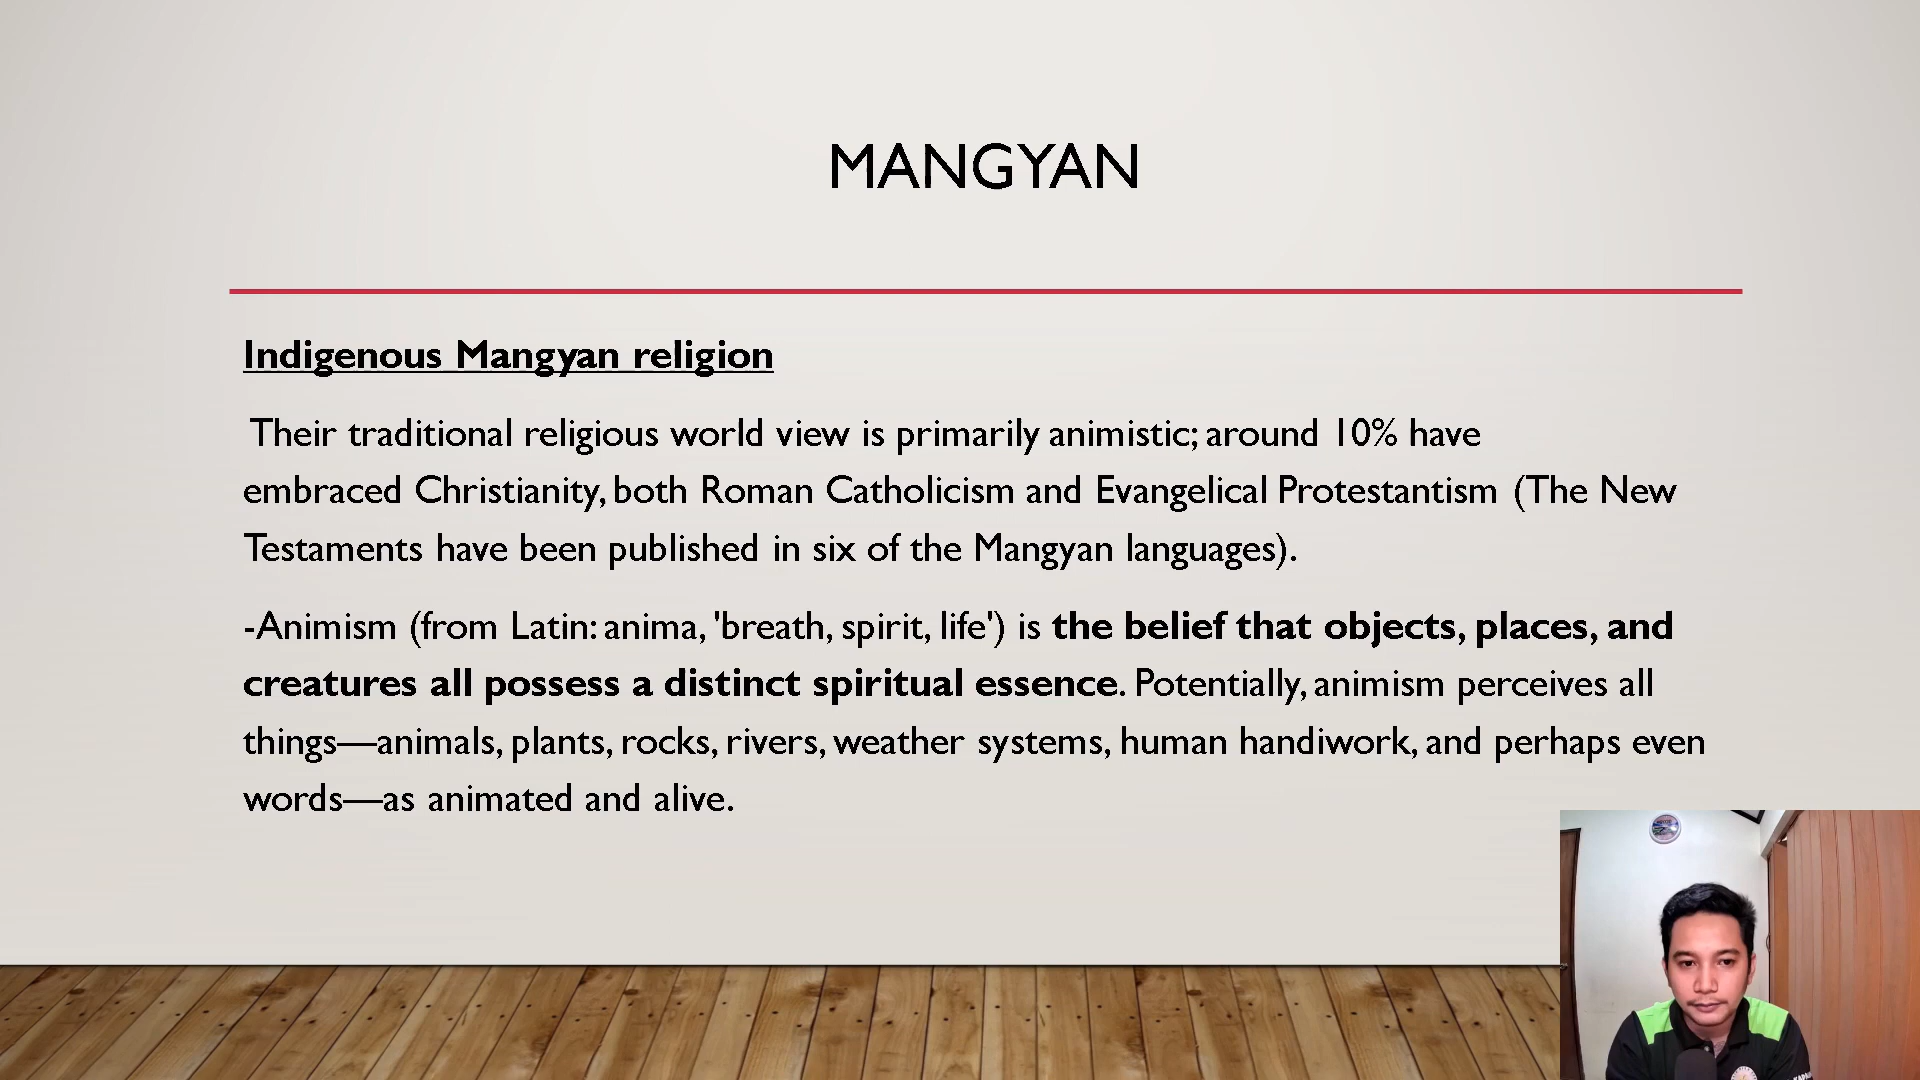 MANGYAN
Indigenous Mangyan religion
Their traditional religious world view is primarily animistic; around 10% have
embraced Christianity, both Roman Catholicism and Evangelical Protestantism (The New
Testaments have been published in six of the Mangyan languages).
-Animism (from Latin: anima, 'breath, spirit, life') is the belief that objects, places, and
creatures all possess a distinct spiritual essence. Potentially, animism perceives all
things—animals, plants, rocks, rivers, weather systems, human handiwork, and perhaps even
words—as animated and alive.